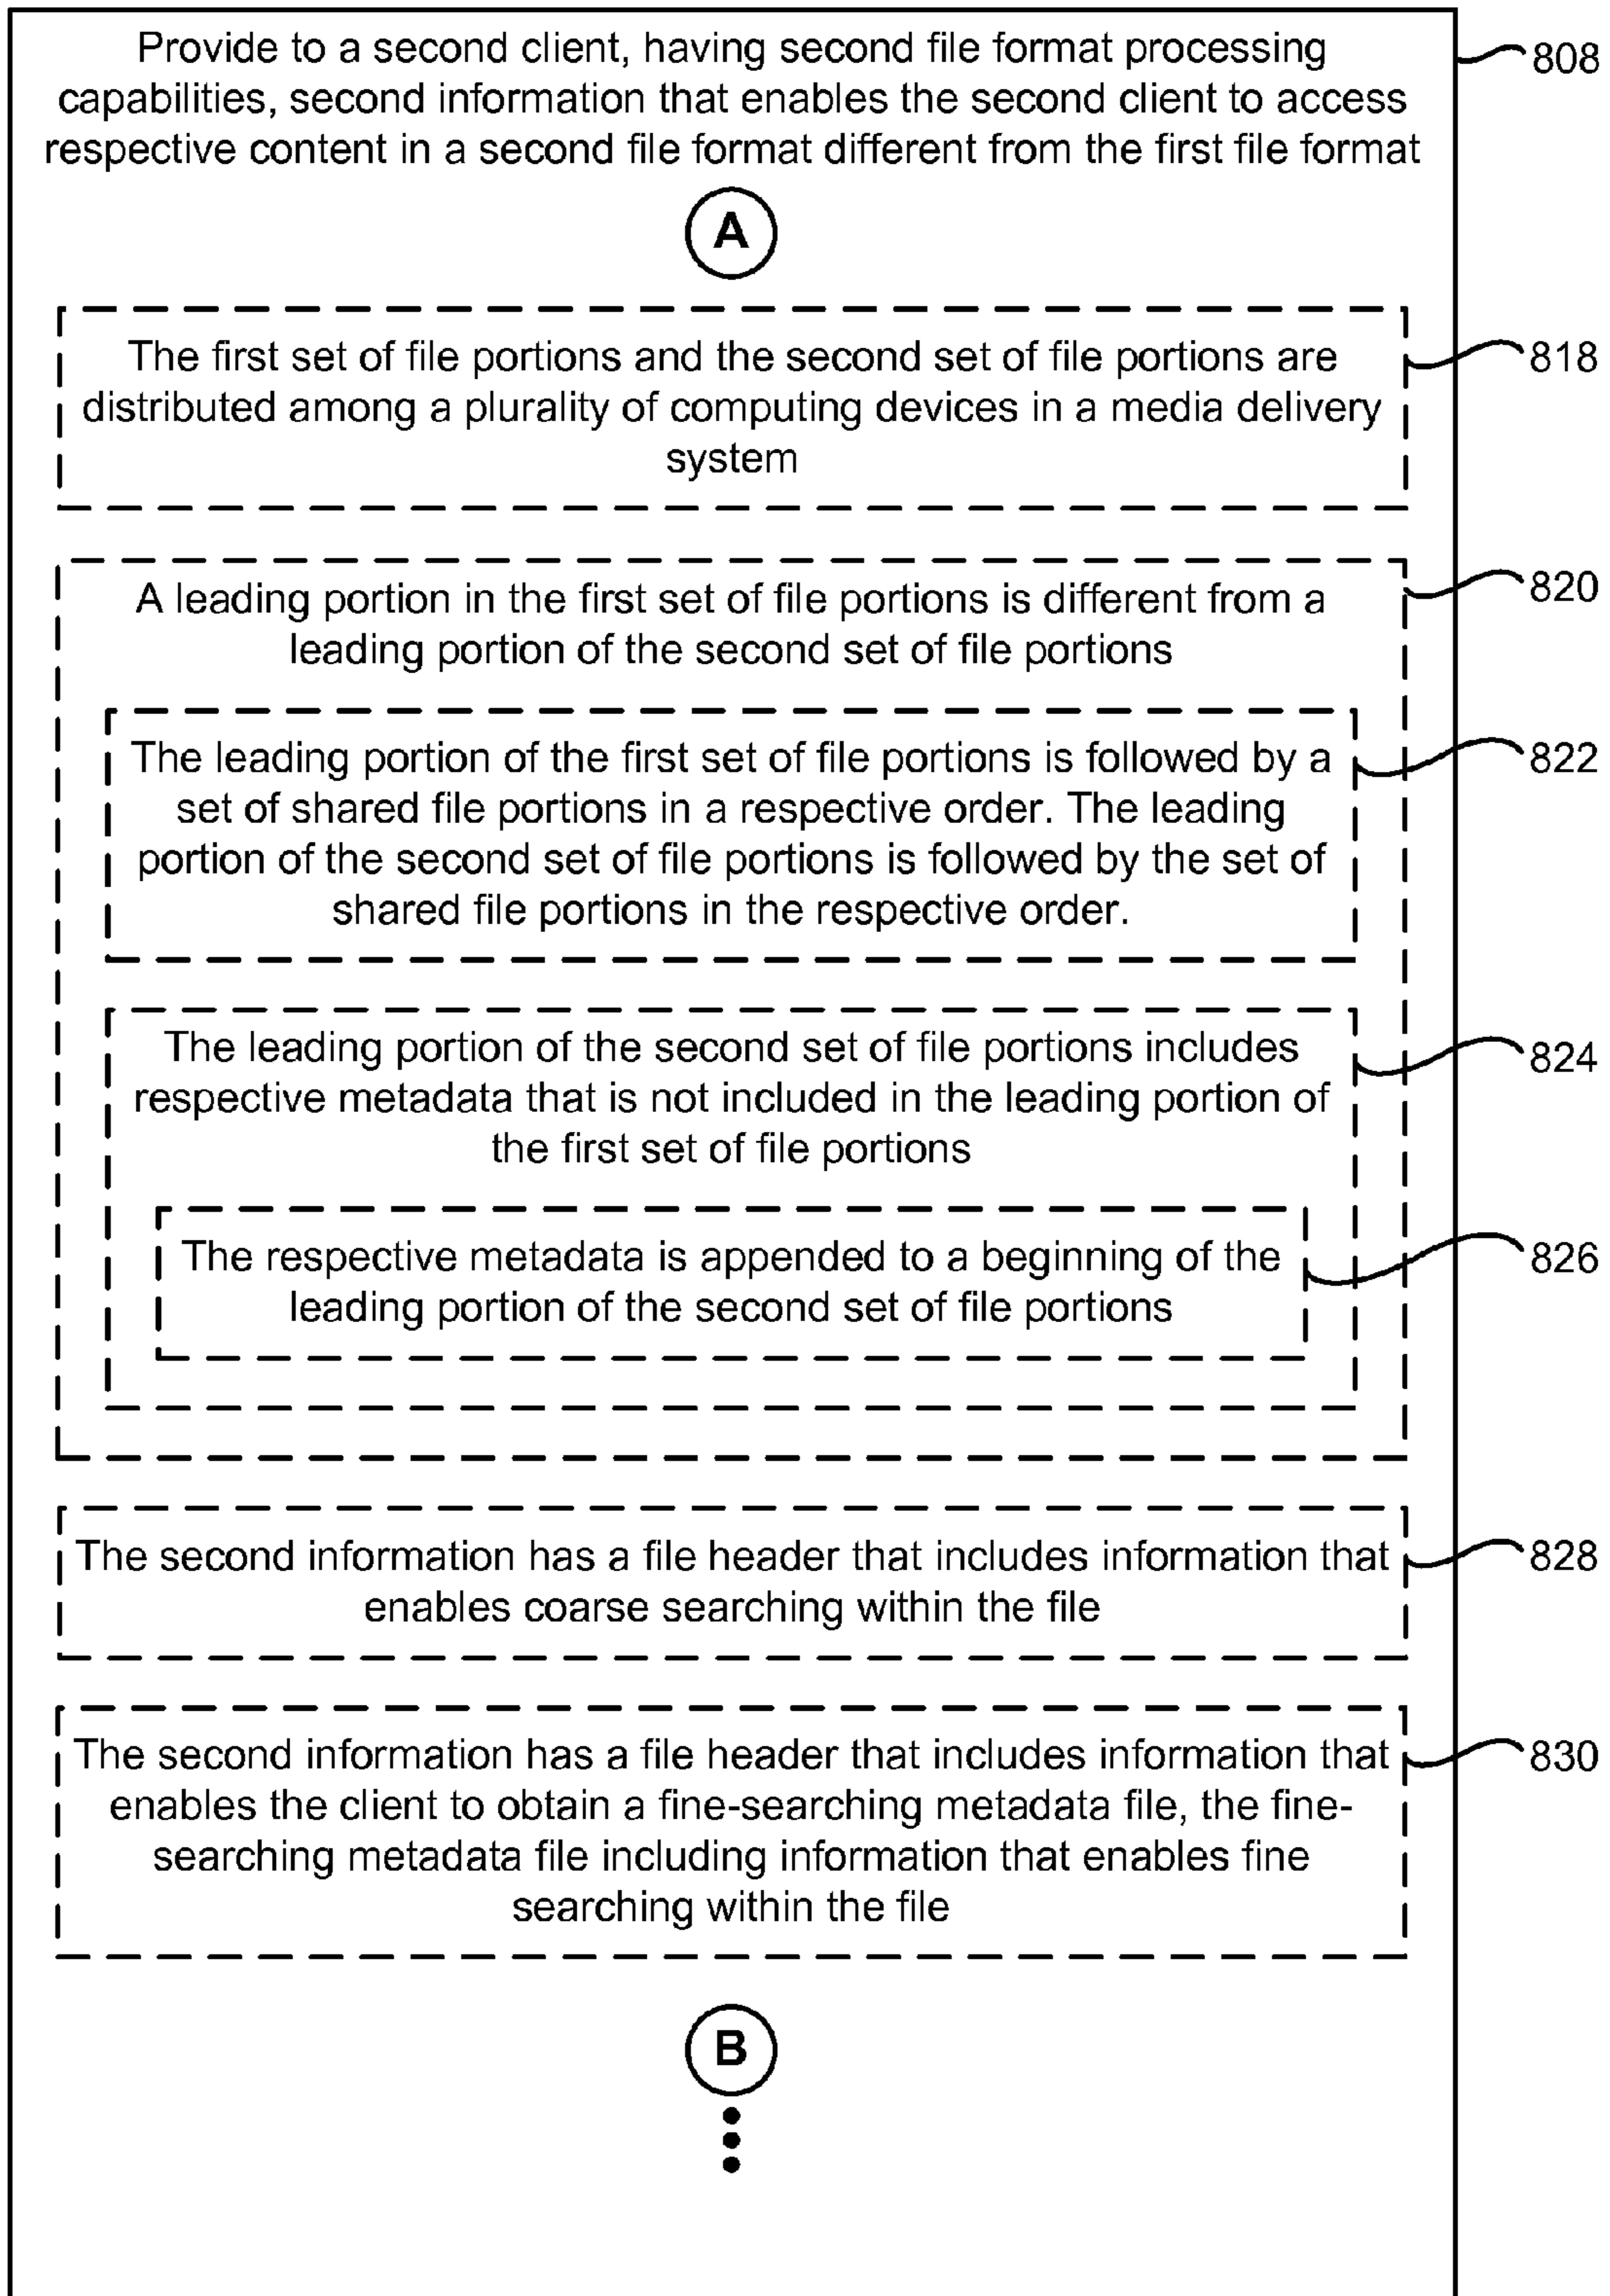 Provide to a second client, having second file format processing
capabilities, second information that enables the second client to access
respective content in a second file format different from the first file format
808
A
The first set of file portions and the second set of file portions are
distributed among a plurality of computing devices in a media delivery
system
818
A leading portion in the first set of file portions is different from a
leading portion of the second set of file portions
820
The leading portion of the first set of file portions is followed by a
set of shared file portions in a respective order. The leading
portion of the second set of file portions is followed by the set of
shared file portions in the respective order.
822
The leading portion of the second set of file portions includes
respective metadata that is not included in the leading portion of
the first set of file portions
824
The respective metadata is appended to a beginning of the
leading portion of the second set of file portions
826
The second information has a file header that includes information that
enables coarse searching within the file
828
The second information has a file header that includes information that
enables the client to obtain a fine-searching metadata file, the fine-
searching metadata file including information that enables fine
searching within the file
830
B